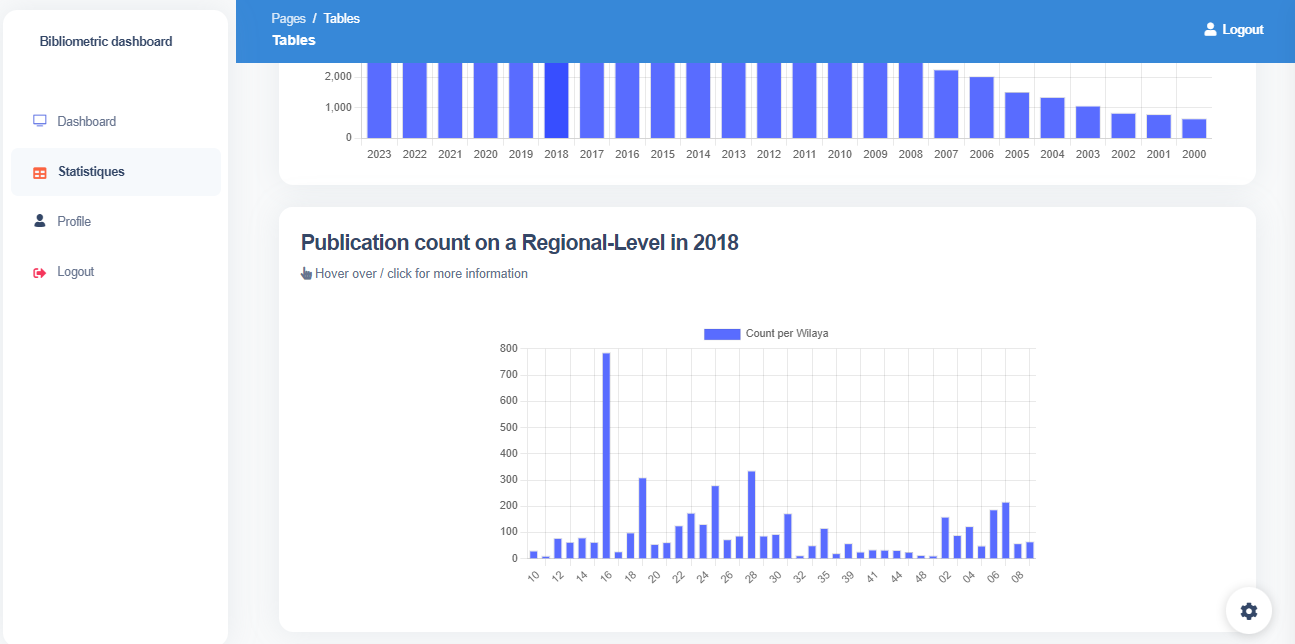 Bibliometric dashboard
Dashboard
Statistiques
Profile
Logout
Pages / Tables
Tables
Logout
2,000
1,000
0
2023 2022 2021 2020 2019 2018 2017 2016 2015 2014 2013 2012 2011 2010 2009 2008 2007 2006 2005 2004 2003 2002 2001 2000
Publication count on a Regional-Level in 2018
Hover over / click for more information
Count per Wilaya
800
700
600
500
400
300
200
100
0
10 12 14 16 18 20 22 24 26 28 30 32 35 39 41 44 48 02 04 06 08